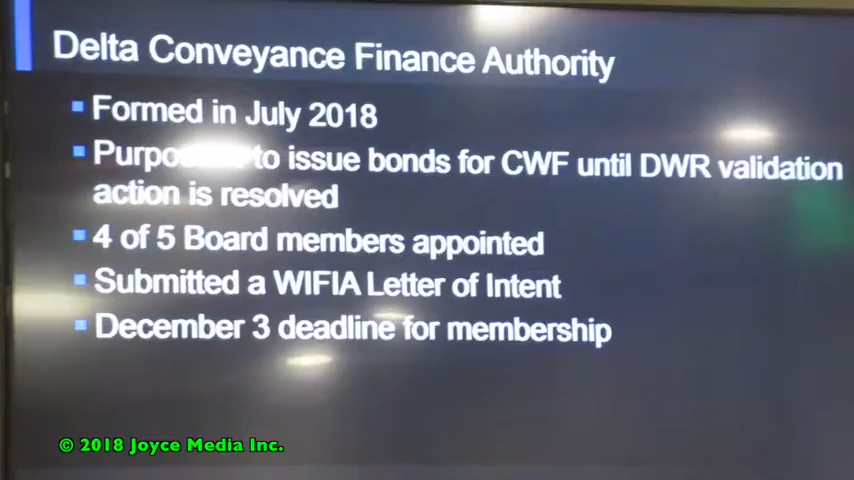 Delta Conveyance Finance Authority
Formed in July 2018
to issue bonds for CWF until DWR validation
action is resolved
4 of 5 Board members appointed
Submitted a WIFIA Letter of Intent
December 3 deadline for membership
© 2018 Joyce Media Inc.